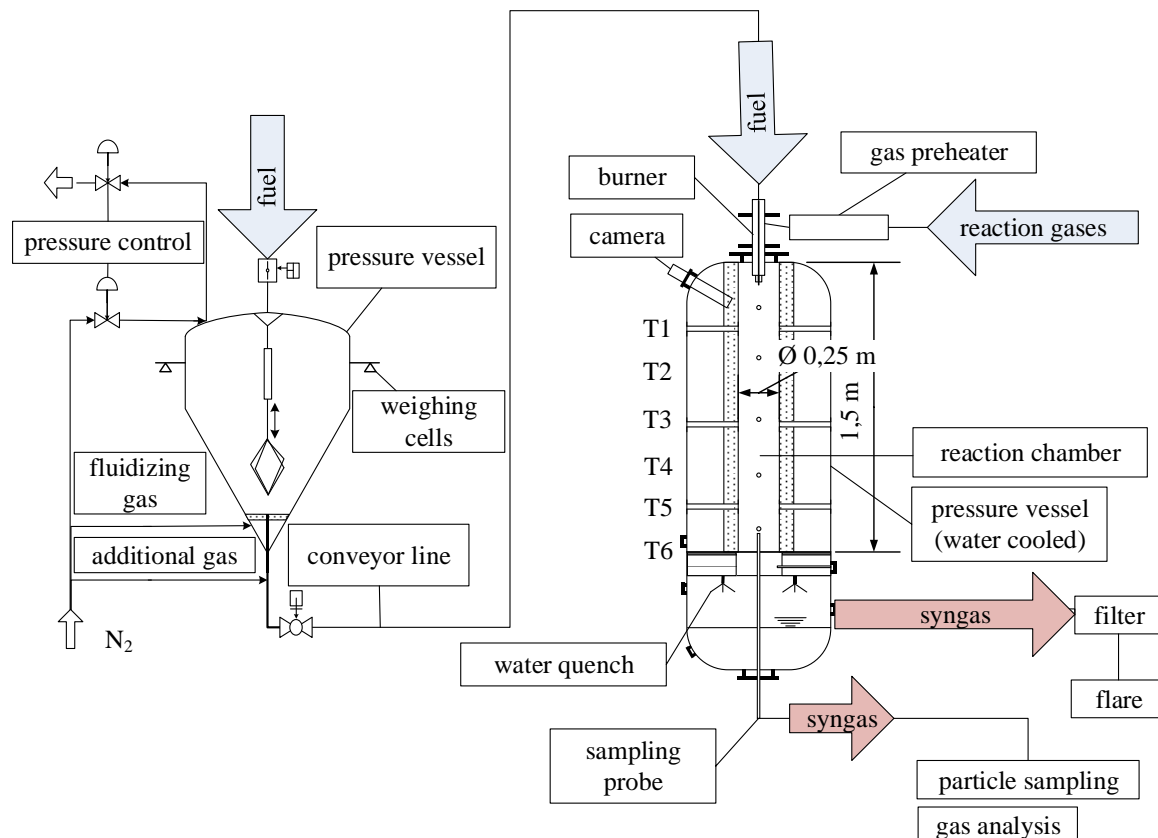 fuel
pressure control
pressure vessel
weighing
cells
fluidizing
gas
additional gas
conveyor line
N2
fuel
gas preheater
burner
reaction gases
camera
T1
T2
T3
T4
T5
T6
Ø 0,25 m
1,5 m
reaction chamber
pressure vessel
(water cooled)
syngas
filter
flare
water quench
syngas
sampling
probe
particle sampling
gas analysis